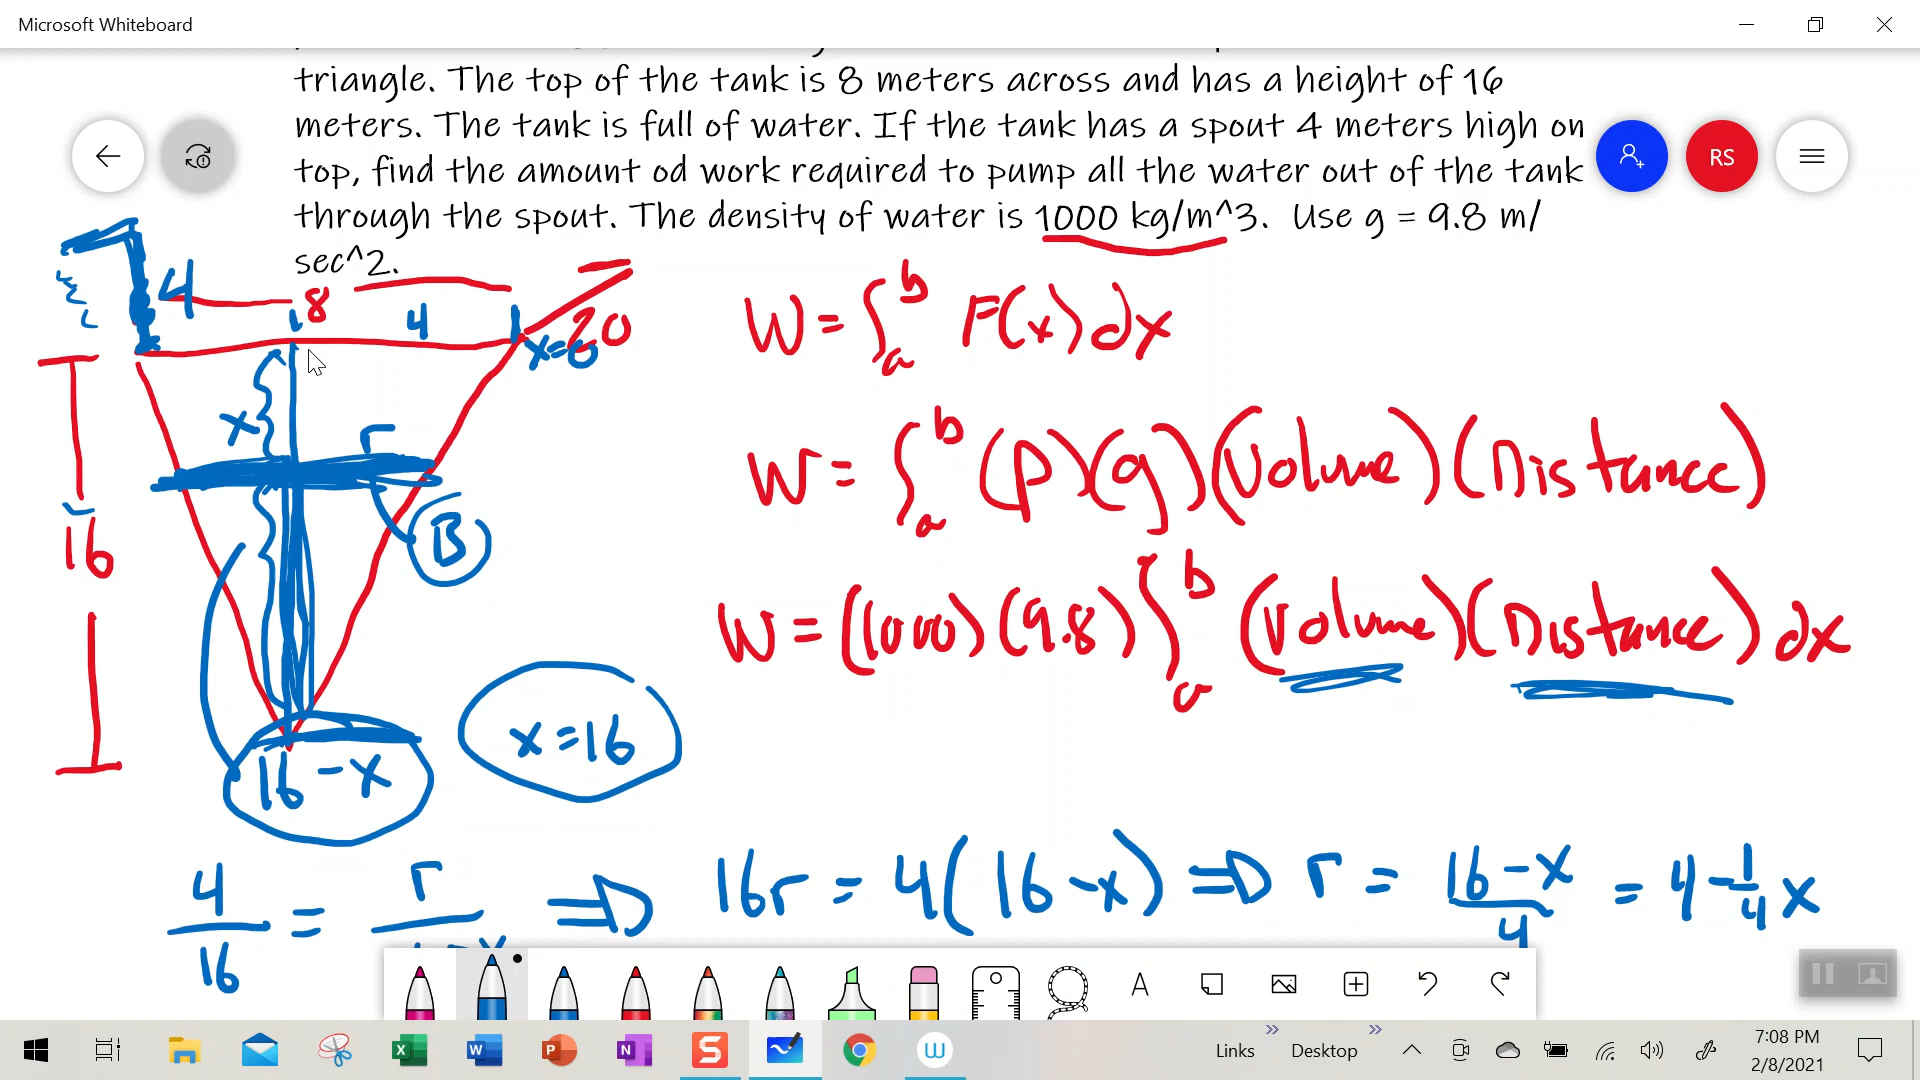 Microsoft Whiteboard
triangle. The top of the tank is 8 meters across and has a height of 16
meters. The tank is full of water. If the tank has a spout 4 meters high on
top, find the amount od work required to pump all the water out of the tank
through the spout. The density of water is 1000 kg/m^3. Use g = 9.8 m/
sec^2.
RS
4
8
4
20
x=0
x
r
B
16
16-x
x=16
W = ∫_a^b F(x)dx
W = ∫_a^b (p)(g)(Volume)(Distance)
W = (1000)(9.8) ∫_a^b (Volume)(Distance)dx
4/16 = r/ ⇒ 16r = 4(16-x) ⇒ r = (16-x)/4 = 4-1/4 x
A
Links
Desktop
7:08 PM
2/8/2021